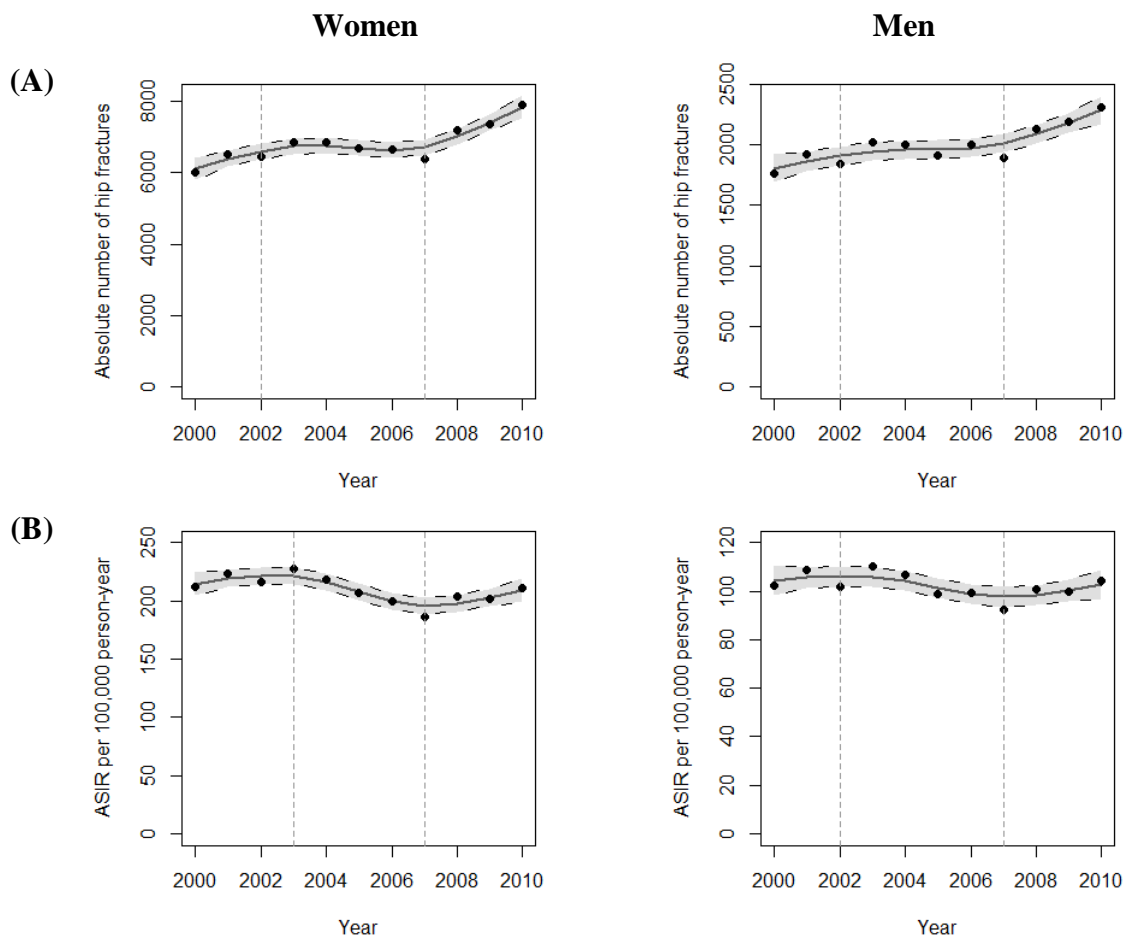 Women
Men
(A)
Absolute number of hip fractures
0 2000 4000 6000 8000
2000 2002 2004 2006 2008 2010
Year
Absolute number of hip fractures
0 500 1000 1500 2000 2500
2000 2002 2004 2006 2008 2010
Year
(B)
ASIR per 100,000 person-year
0 50 100 150 200 250
2000 2002 2004 2006 2008 2010
Year
ASIR per 100,000 person-year
0 20 40 60 80 100 120
2000 2002 2004 2006 2008 2010
Year